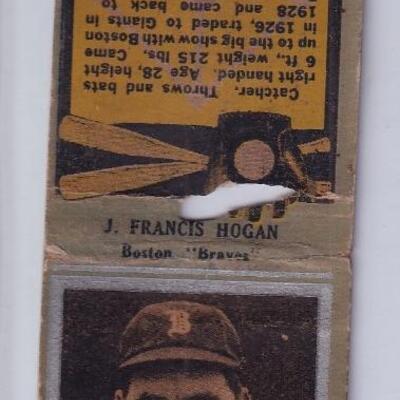 Catcher. Throws and bats
right handed. Age 28, height
6 ft., weight 215 lbs. Came
up to the big show with Boston
in 1926, traded to Giants in
1928 and came back to
J. FRANCIS HOGAN
Boston "Braves"
B